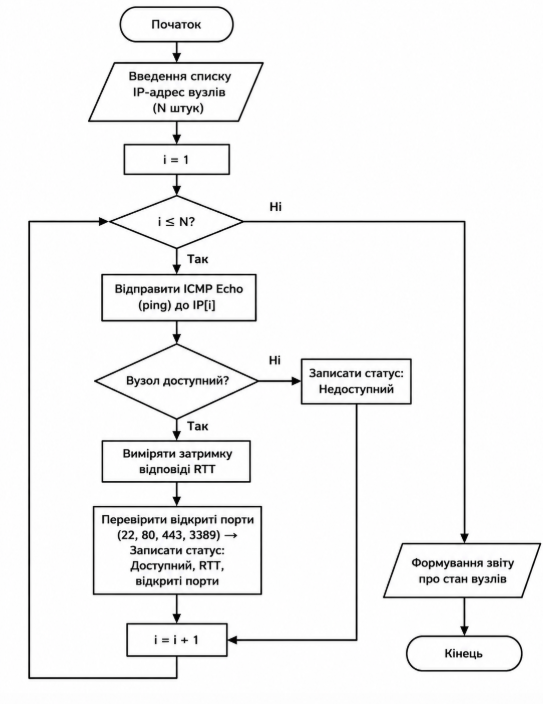 Початок
Введення списку
IP-адрес вузлів
(N штук)
i = 1
i ≤ N?
Ні
Так
Відправити ICMP Echo
(ping) до IP[i]
Вузол доступний?
Ні
Записати статус:
Недоступний
Так
Виміряти затримку
відповіді RTT
Перевірити відкриті порти
(22, 80, 443, 3389) →
Записати статус:
Доступний, RTT,
відкриті порти
i = i + 1
Формування звіту
про стан вузлів
Кінець